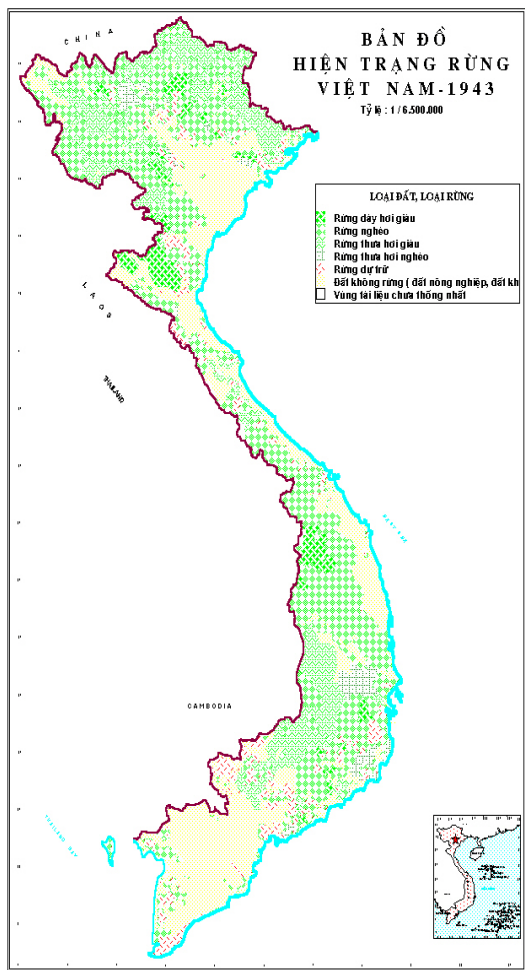 BẢN ĐỒ
HIỆN TRẠNG RỪNG
VIỆT NAM-1943
Tỷ lệ : 1 / 6.500.000
CHINA
LOẠI ĐẤT, LOẠI RỪNG
Rừng dày hơi giàu
Rừng nghèo
Rừng thưa hơi giàu
Rừng thưa hơi nghèo
Rừng dự trữ
Đất không rừng ( đất nông nghiệp, đất kh
Vùng tài liệu chưa thống nhất
LAOS
THAILAND
CAMBODIA